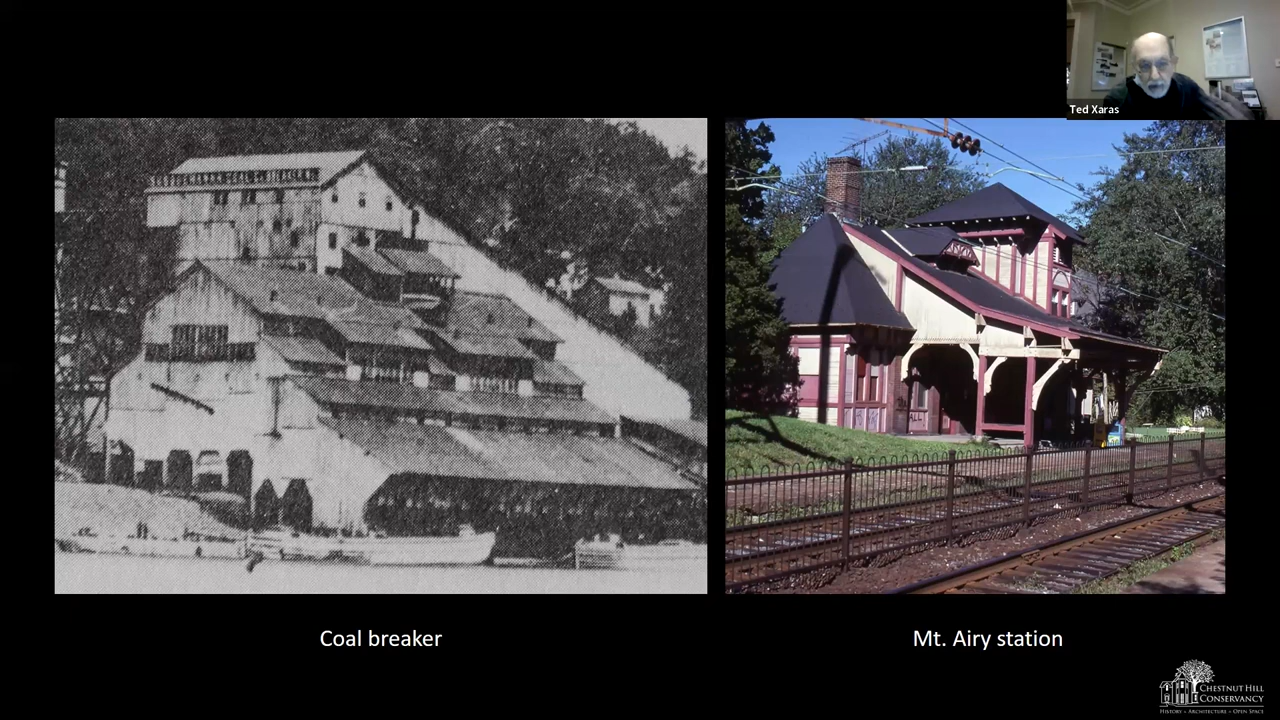 Ted Xaras
Coal breaker
Mt. Airy station
CHESTNUT HILL
CONSERVANCY
HISTORY • ARCHITECTURE • OPEN SPACE